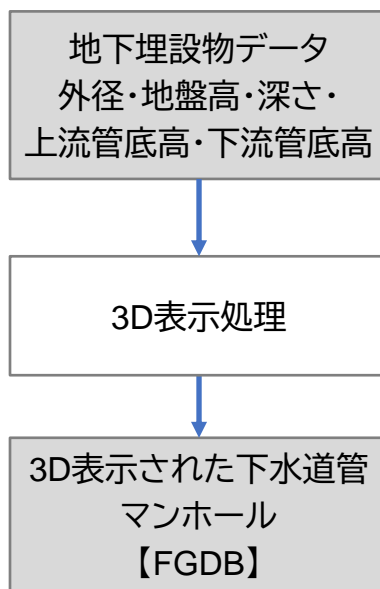 地下埋設物データ
外径・地盤高・深さ・
上流管底高・下流管底高
3D表示処理
3D表示された下水道管
マンホール
【FGDB】